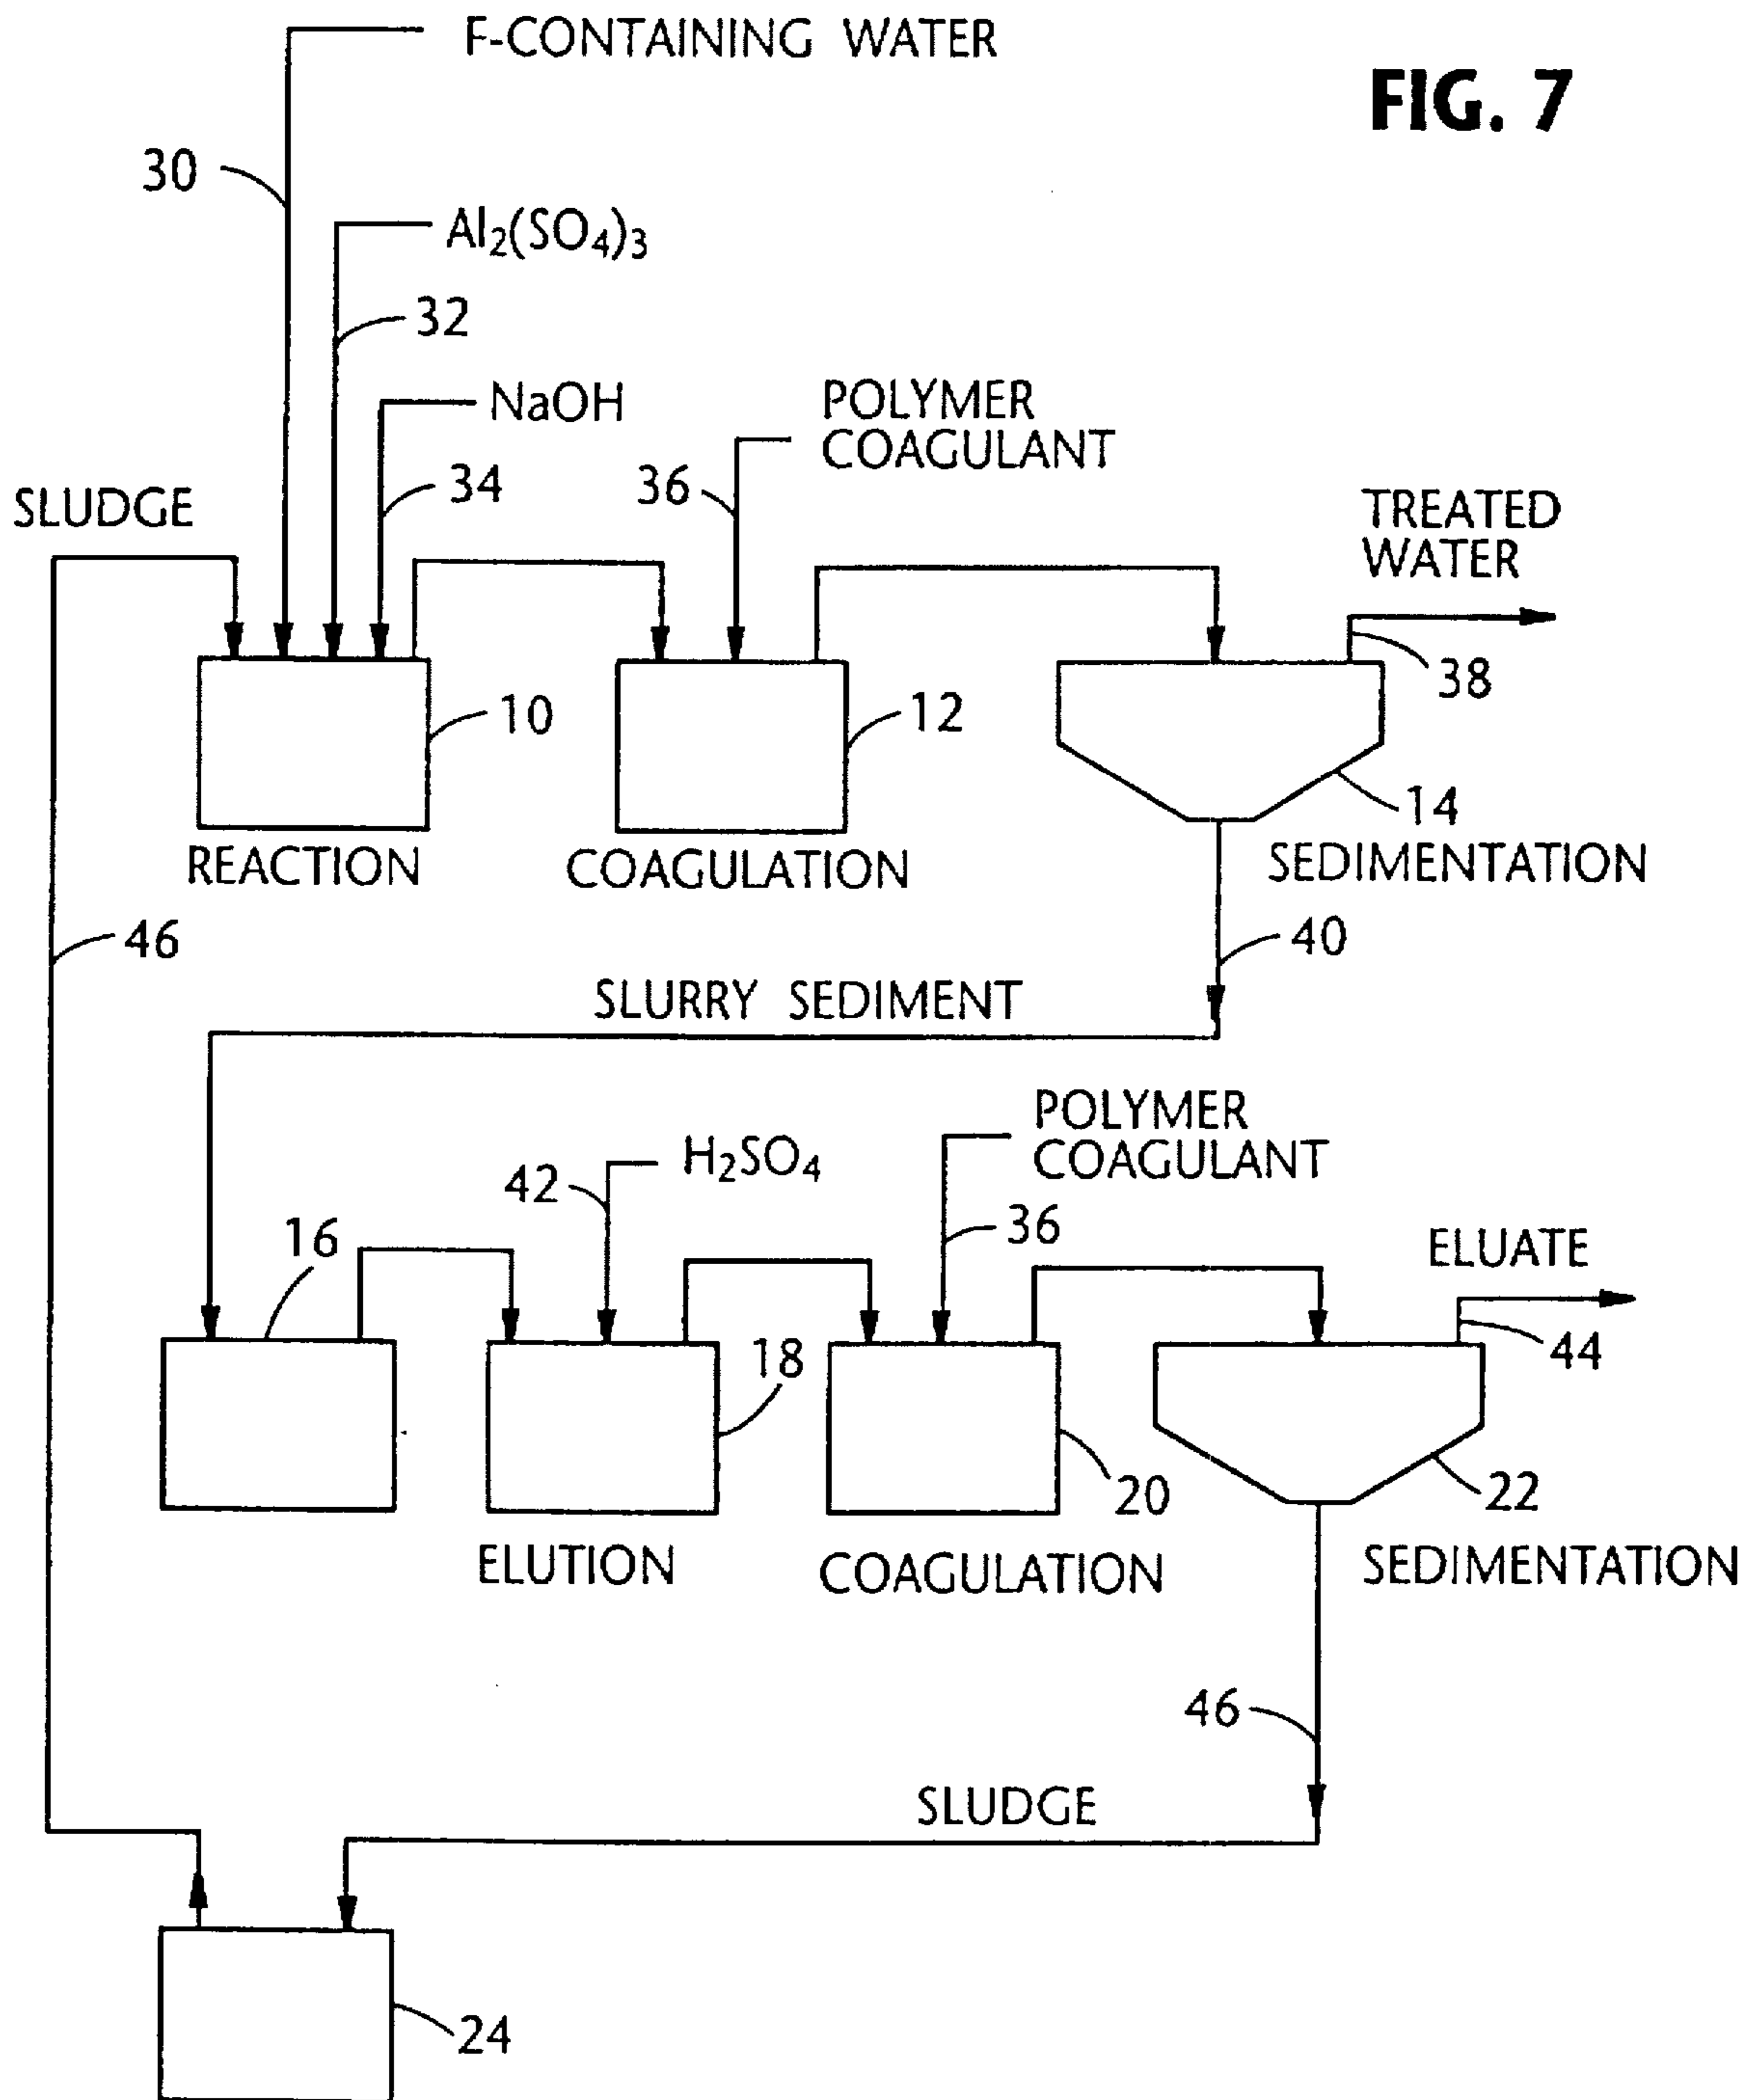 F-CONTAINING WATER
FIG. 7
30
Al₂(SO₄)₃
32
NaOH
POLYMER
COAGULANT
34
36
SLUDGE
TREATED
WATER
38
10
12
14
REACTION
COAGULATION
SEDIMENTATION
46
40
SLURRY SEDIMENT
POLYMER
COAGULANT
H₂SO₄
42
36
16
ELUATE
44
18
20
22
ELUTION
COAGULATION
SEDIMENTATION
46
SLUDGE
24